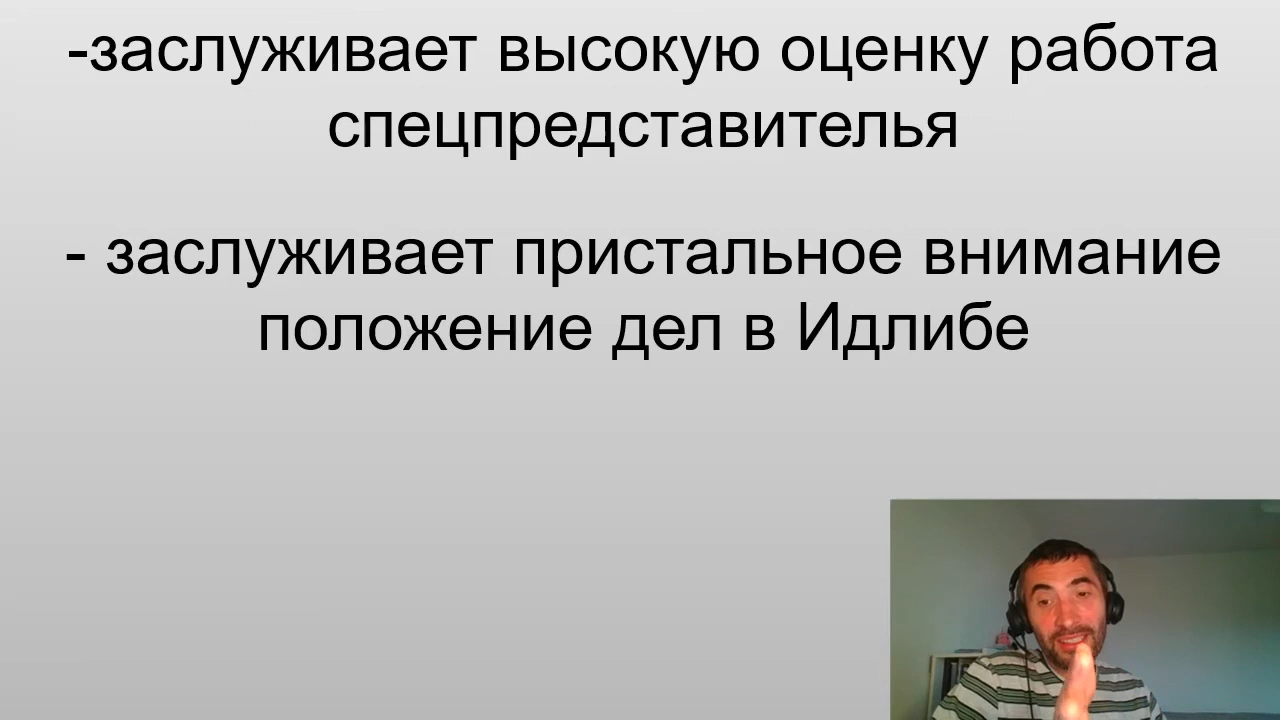 -заслуживает высокую оценку работа
спецпредставителья
- заслуживает пристальное внимание
положение дел в Идлибе